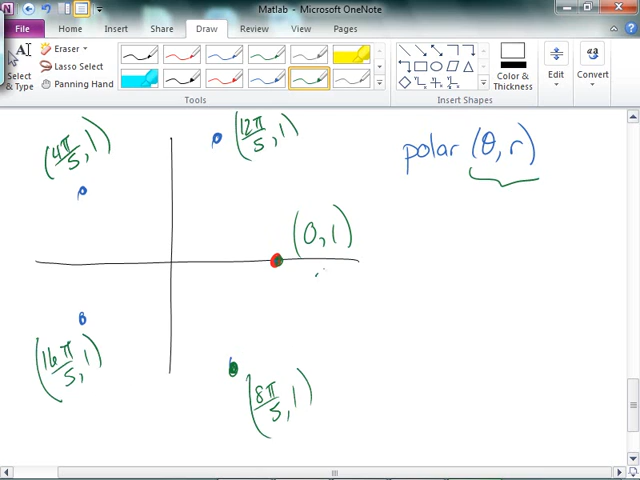 Matlab - Microsoft OneNote
File
Home
Insert
Share
Draw
Review
View
Select
& Type
Eraser
Lasso Select
Panning Hand
Color &
Thickness
Edit
Convert
Tools
Insert Shapes
(4π/5, 1)
(12π/5, 1)
polar (θ, r)
(0, 1)
(16π/5, 1)
(8π/5, 1)